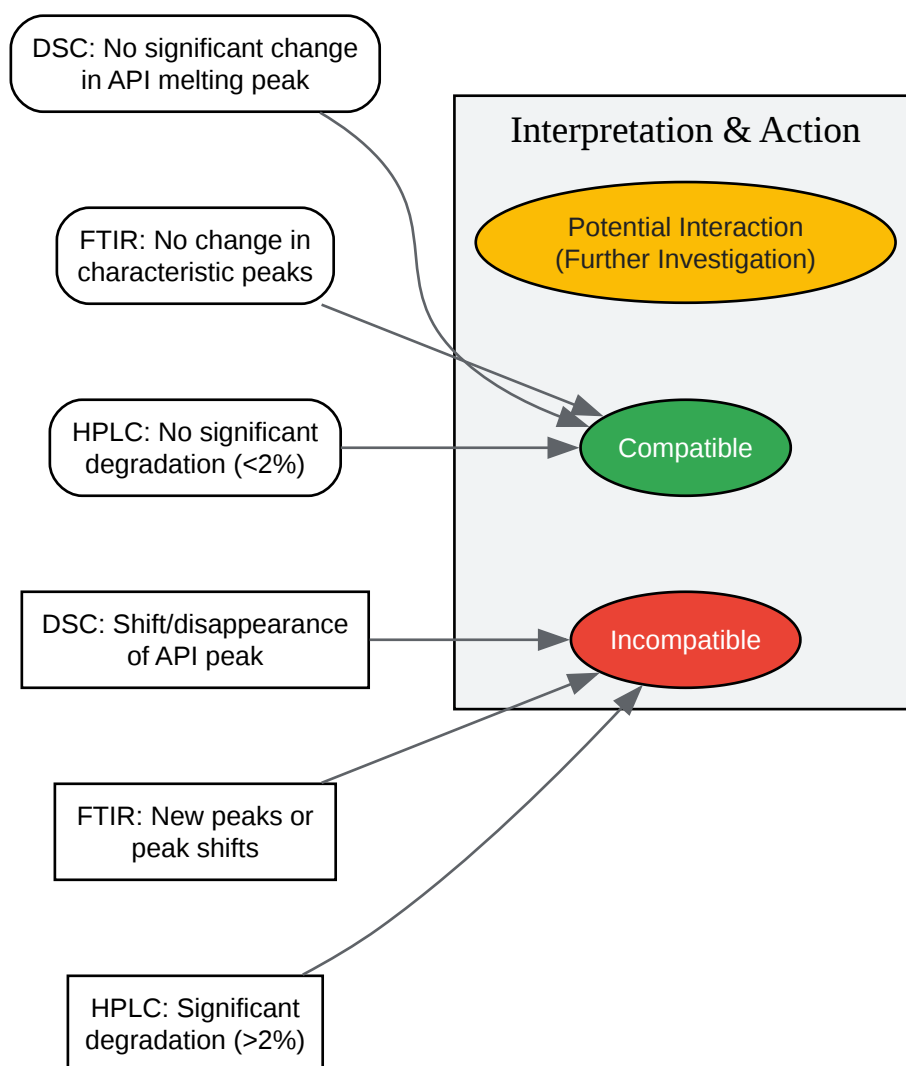 DSC: No significant change
in API melting peak
Interpretation & Action
Potential Interaction
(Further Investigation)
FTIR: No change in
characteristic peaks
HPLC: No significant
degradation (<2%)
Compatible
DSC: Shift/disappearance
of API peak
Incompatible
FTIR: New peaks or
peak shifts
HPLC: Significant
degradation (>2%)